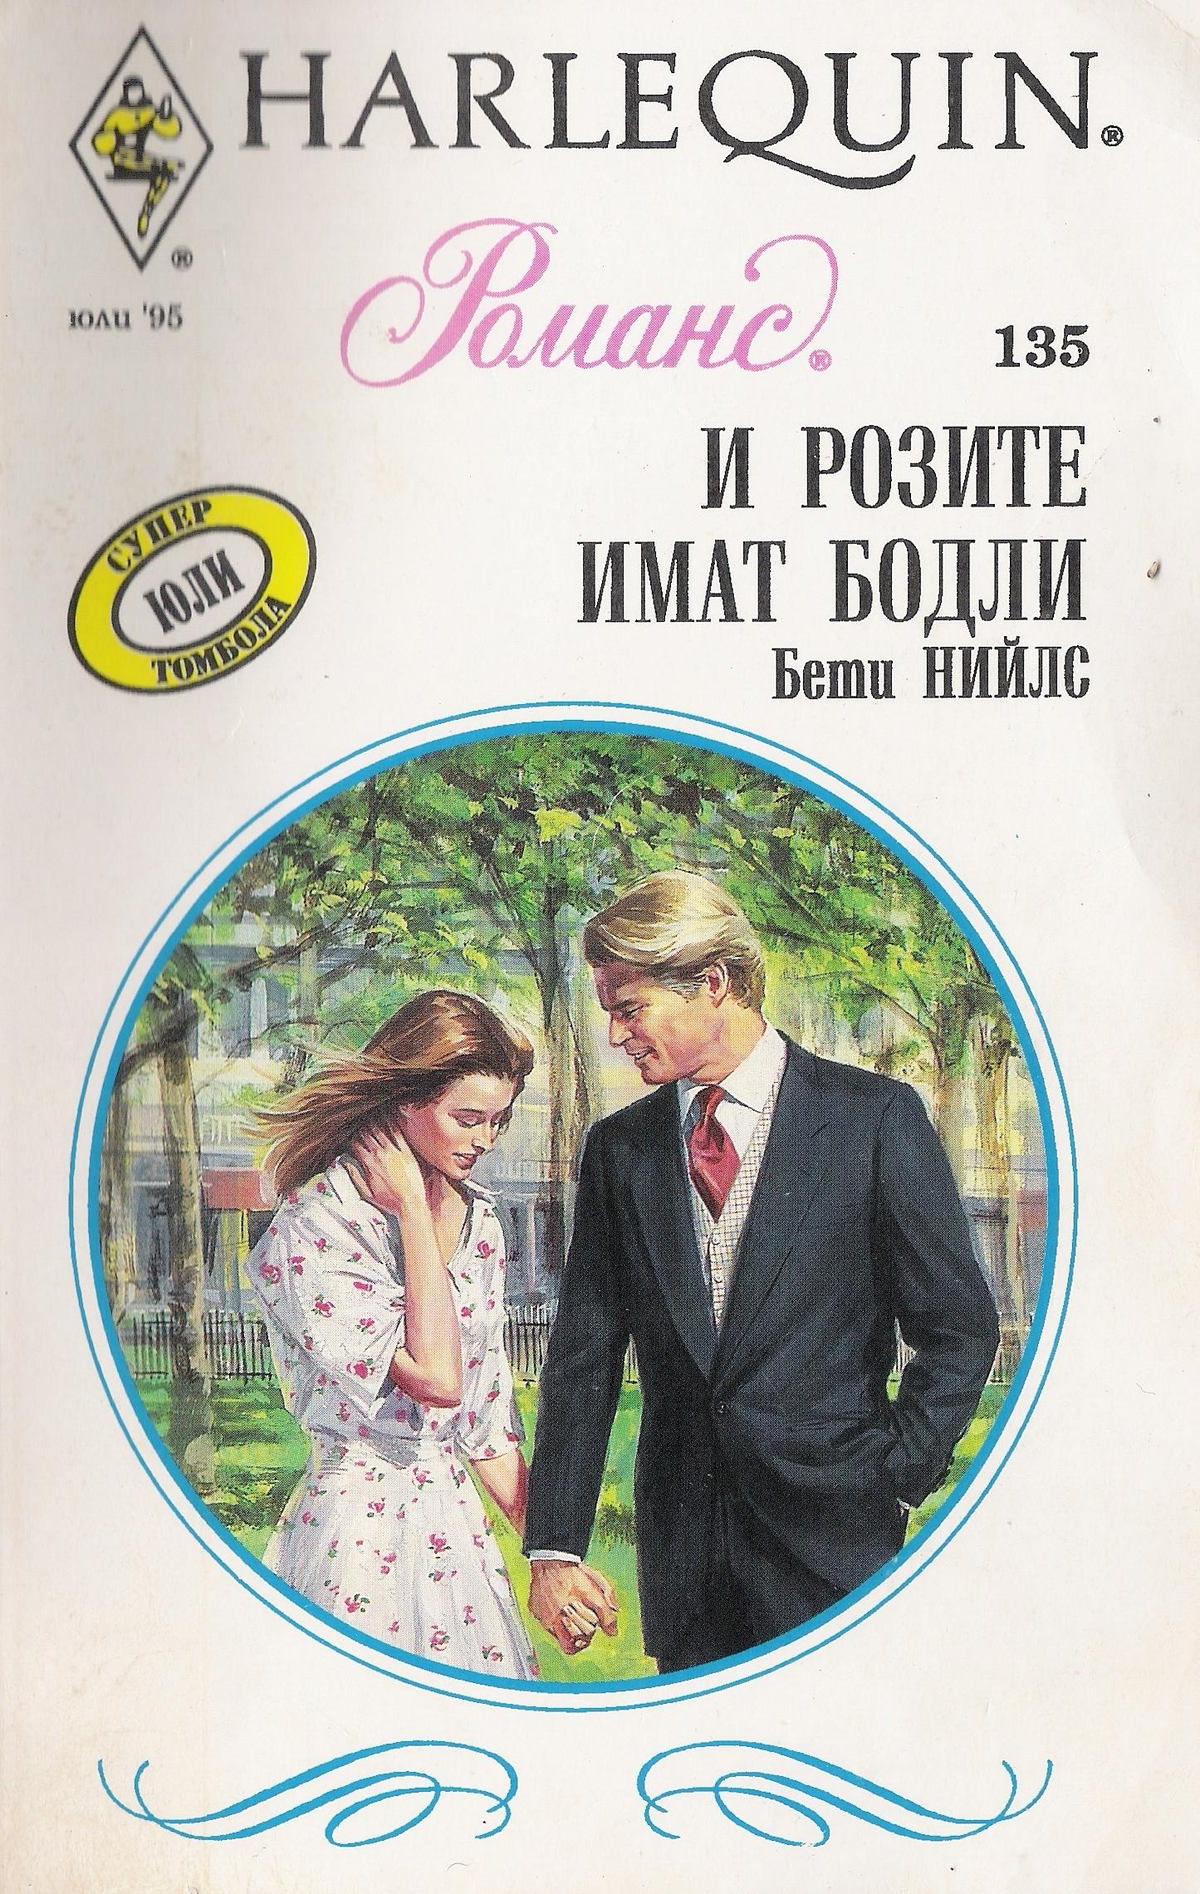 HARLEQUIN®
®
юли '95
Романс®
135
И РОЗИТЕ
ИМАТ БОДЛИ
Бети НИЙЛС
СУПЕР
ЮЛИ
ТОМБОЛА